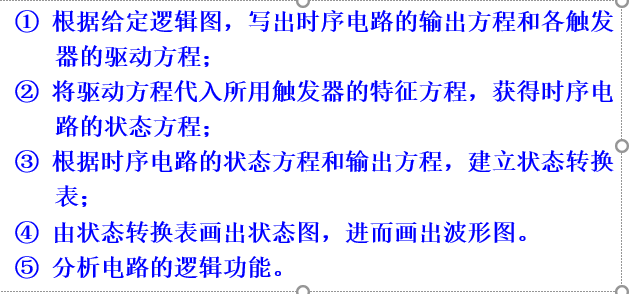 ① 根据给定逻辑图，写出时序电路的输出方程和各触发
器的驱动方程；
② 将驱动方程代入所用触发器的特征方程，获得时序电
路的状态方程；
③ 根据时序电路的状态方程和输出方程，建立状态转换
表；
④ 由状态转换表画出状态图，进而画出波形图。
⑤ 分析电路的逻辑功能。